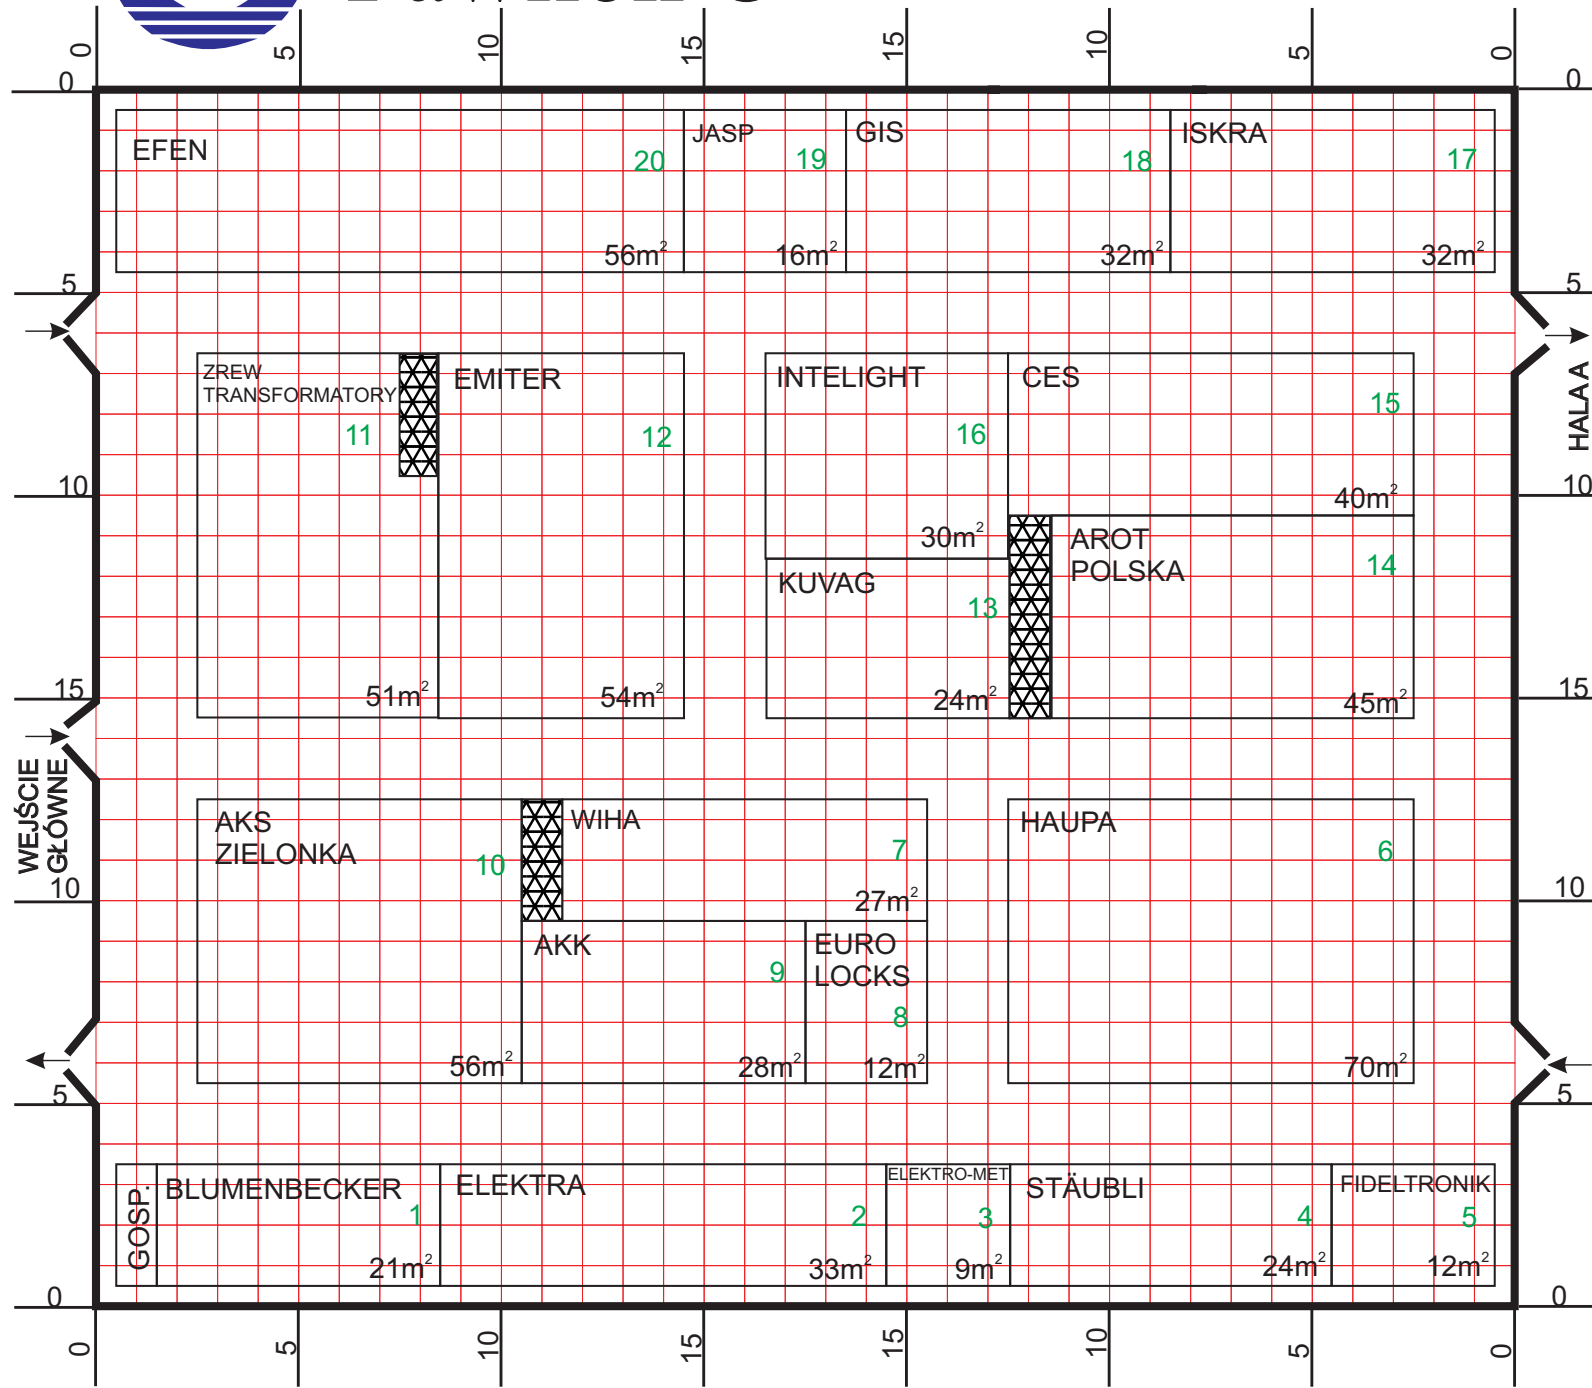 0 5 10 15 15 10 5 0
0 0
EFEN 20 56m²
JASP 19 16m²
GIS 18 32m²
ISKRA 17 32m²
5 5
ZREW
TRANSFORMATORY
11
51m²
EMITER
12
54m²
INTELIGHT
16
30m²
CES
15
40m²
HALA A
10 10
KUVAG
13
24m²
AROT
POLSKA
14
45m²
15 15
WEJŚCIE
GŁÓWNE
AKS
ZIELONKA
10
56m²
WIHA
7
27m²
HAUPA
6
70m²
10 10
AKK
9
28m²
EURO
LOCKS
8
12m²
5 5
GOSP.
BLUMENBECKER
1
21m²
ELEKTRA
2
33m²
ELEKTRO-MET
3
9m²
STÄUBLI
4
24m²
FIDELTRONIK
5
12m²
0 0
0 5 10 15 15 10 5 0